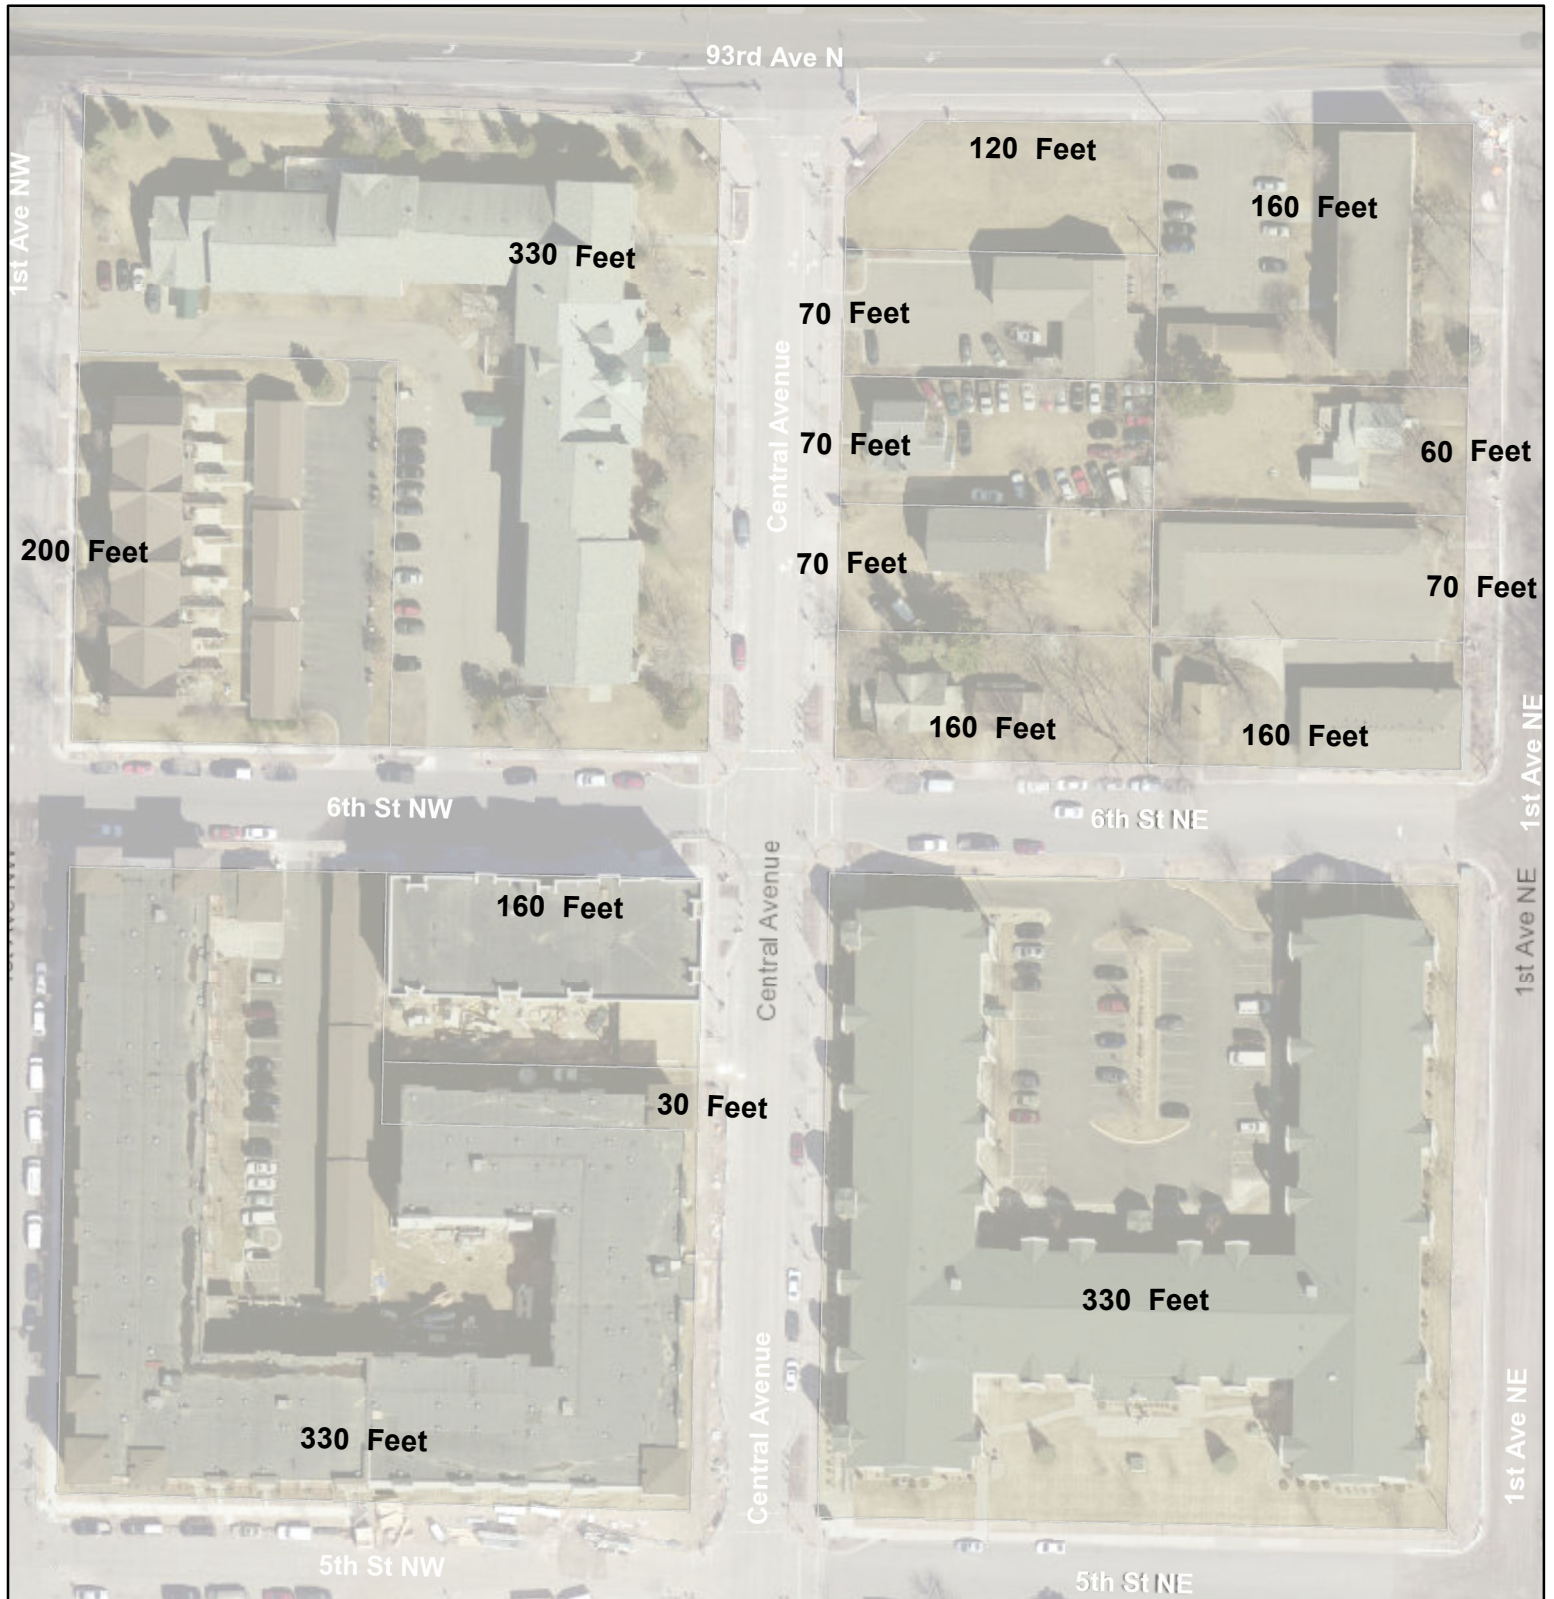 93rd Ave N
120 Feet
1st Ave NW
160 Feet
330 Feet
70 Feet
Central Avenue
70 Feet
60 Feet
200 Feet
70 Feet
70 Feet
160 Feet
160 Feet
1st Ave NE
6th St NW
6th St NE
Central Avenue
160 Feet
1st Ave NE
30 Feet
330 Feet
Central Avenue
1st Ave NE
330 Feet
5th St NW
5th St NE